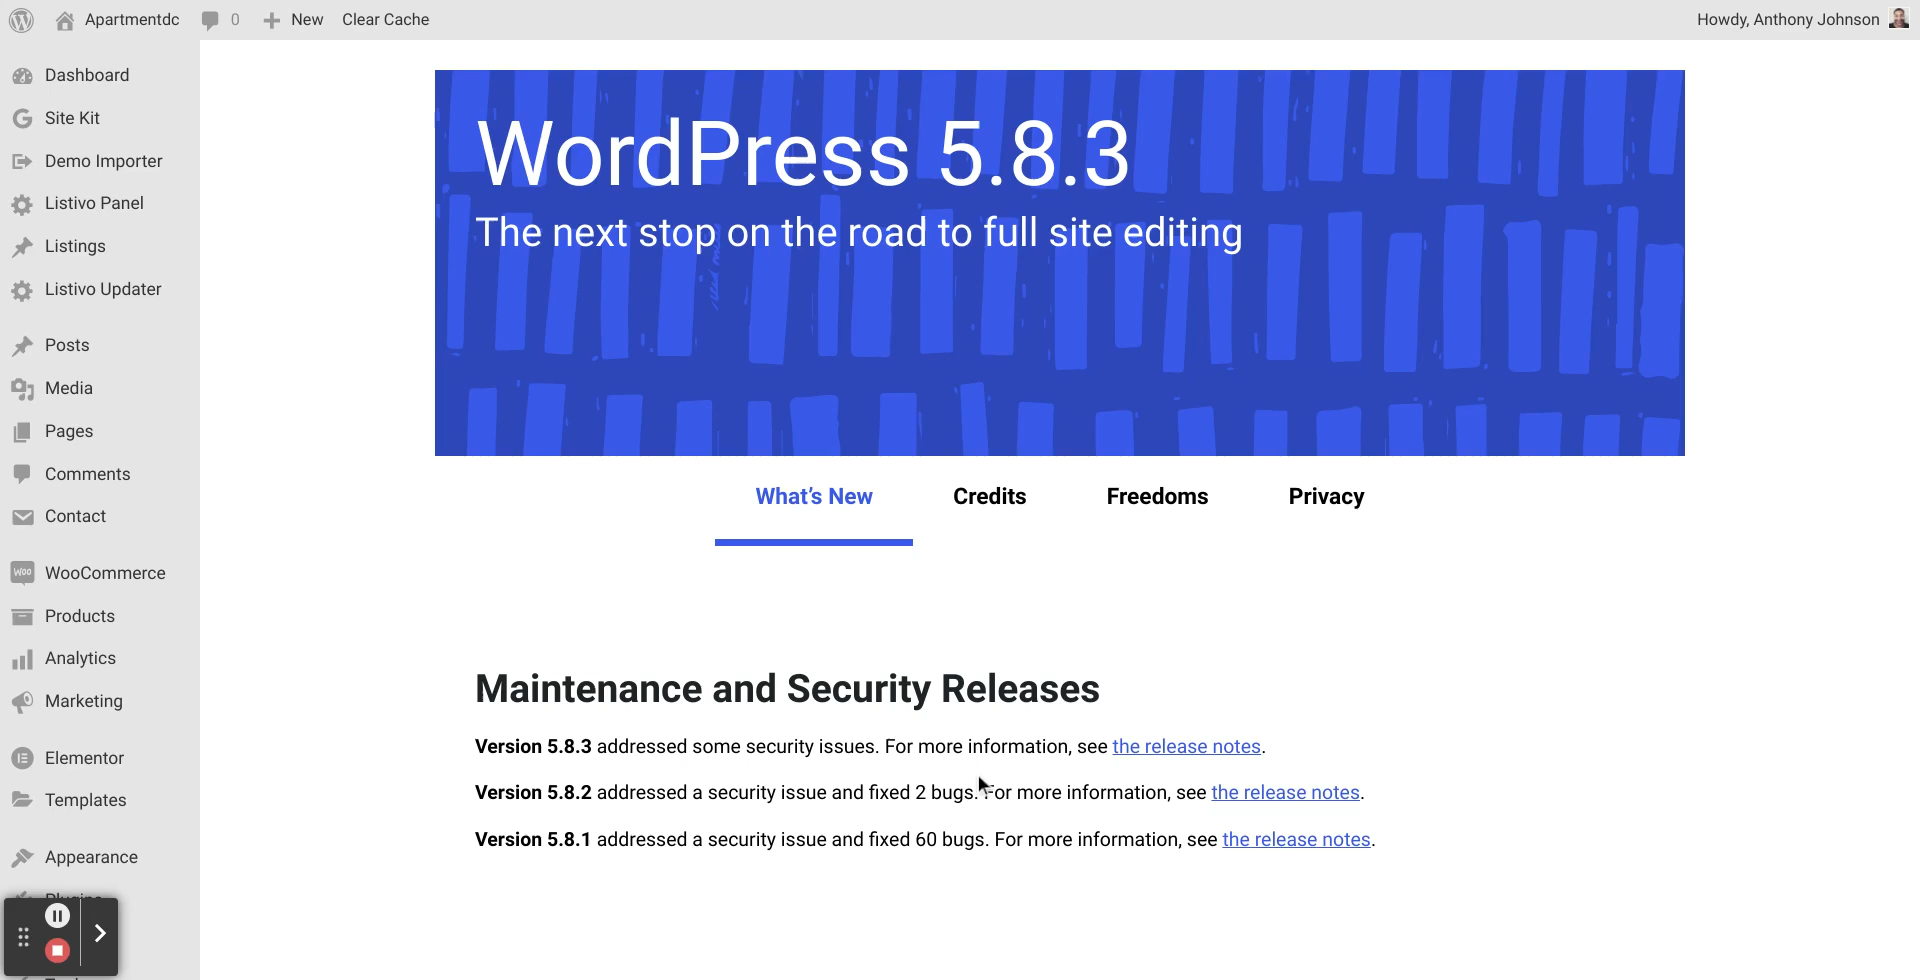 Apartmentdc
0
New
Clear Cache
Howdy, Anthony Johnson
Dashboard
Site Kit
Demo Importer
Listivo Panel
Listings
Listivo Updater
Posts
Media
Pages
Comments
Contact
Woo WooCommerce
Products
Analytics
Marketing
Elementor
Templates
Appearance
WordPress 5.8.3
The next stop on the road to full site editing
What’s New
Credits
Freedoms
Privacy
Maintenance and Security Releases
Version 5.8.3 addressed some security issues. For more information, see the release notes.
Version 5.8.2 addressed a security issue and fixed 2 bugs. For more information, see the release notes.
Version 5.8.1 addressed a security issue and fixed 60 bugs. For more information, see the release notes.